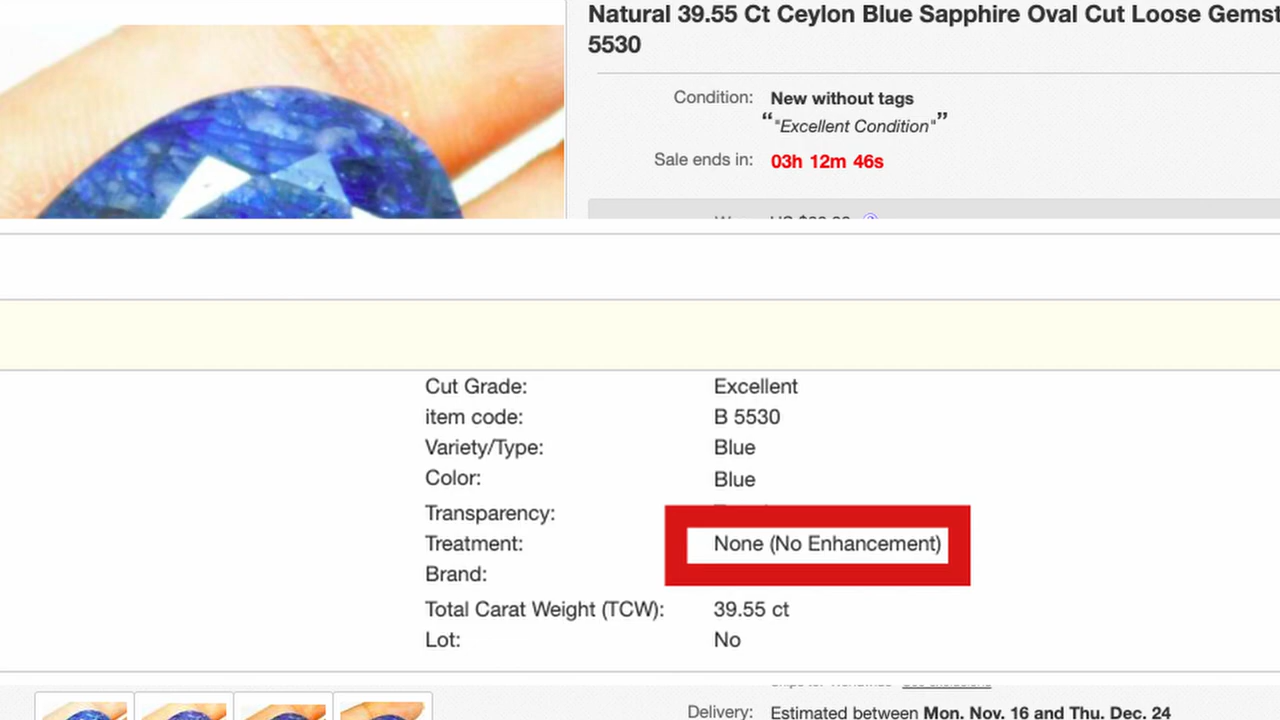 Natural 39.55 Ct Ceylon Blue Sapphire Oval Cut Loose
5530
Condition: New without tags
“"Excellent Condition"”
Sale ends in: 03h 12m 46s
Cut Grade: Excellent
item code: B 5530
Variety/Type: Blue
Color: Blue
Transparency:
Treatment: None (No Enhancement)
Brand:
Total Carat Weight (TCW): 39.55 ct
Lot: No
Delivery: Estimated between Mon. Nov. 16 and Thu. Dec. 24